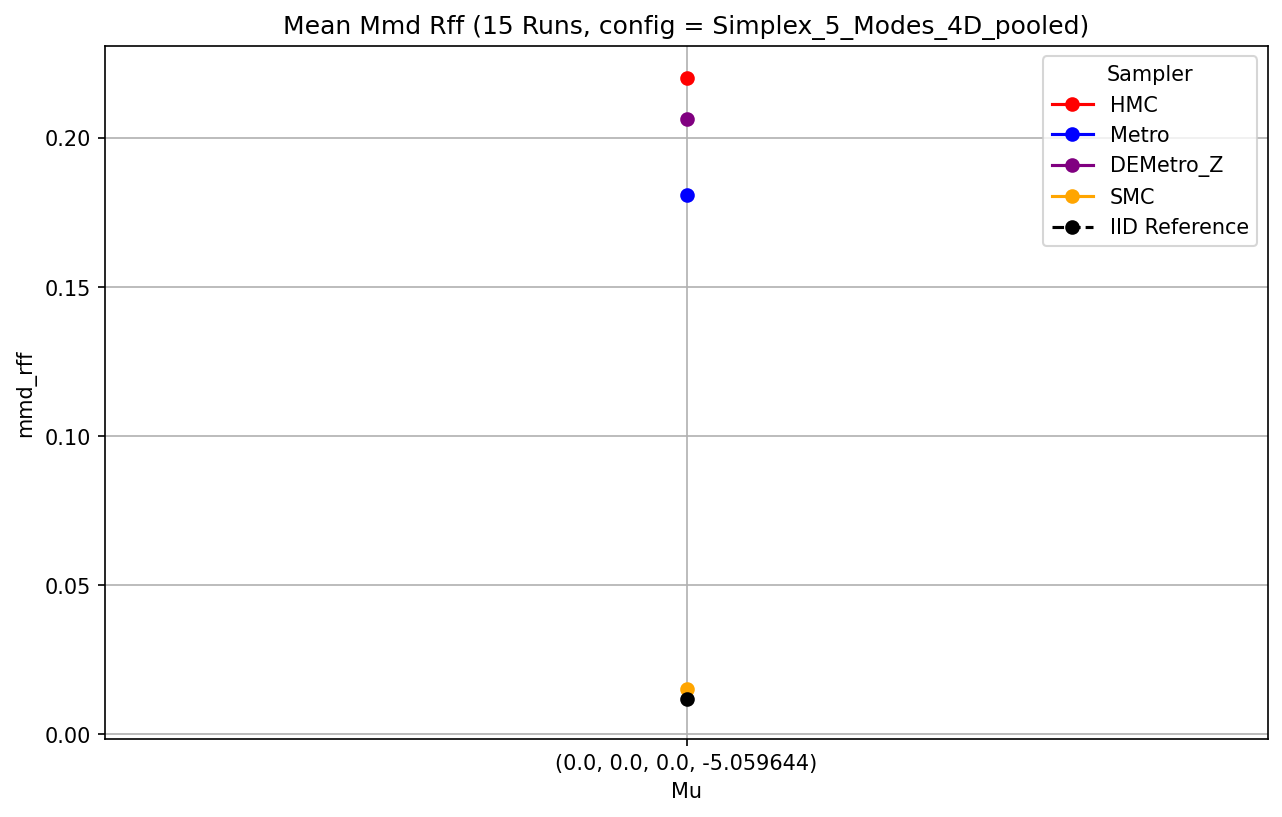 Mean Mmd Rff (15 Runs, config = Simplex_5_Modes_4D_pooled)
Sampler
HMC
Metro
DEMetro_Z
SMC
IID Reference
0.20
0.15
0.10
0.05
0.00
mmd_rff
(0.0, 0.0, 0.0, -5.059644)
Mu